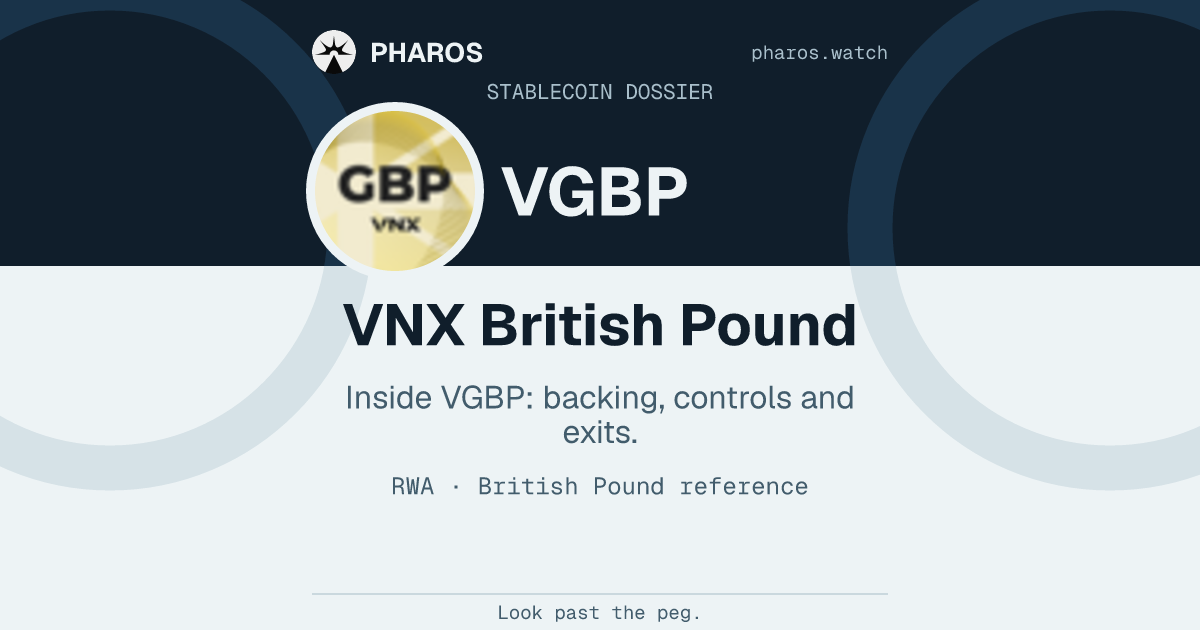 PHAROS
pharos.watch
STABLECOIN DOSSIER
GBP
VNX
VGBP
VNX British Pound
Inside VGBP: backing, controls and
exits.
RWA · British Pound reference
Look past the peg.